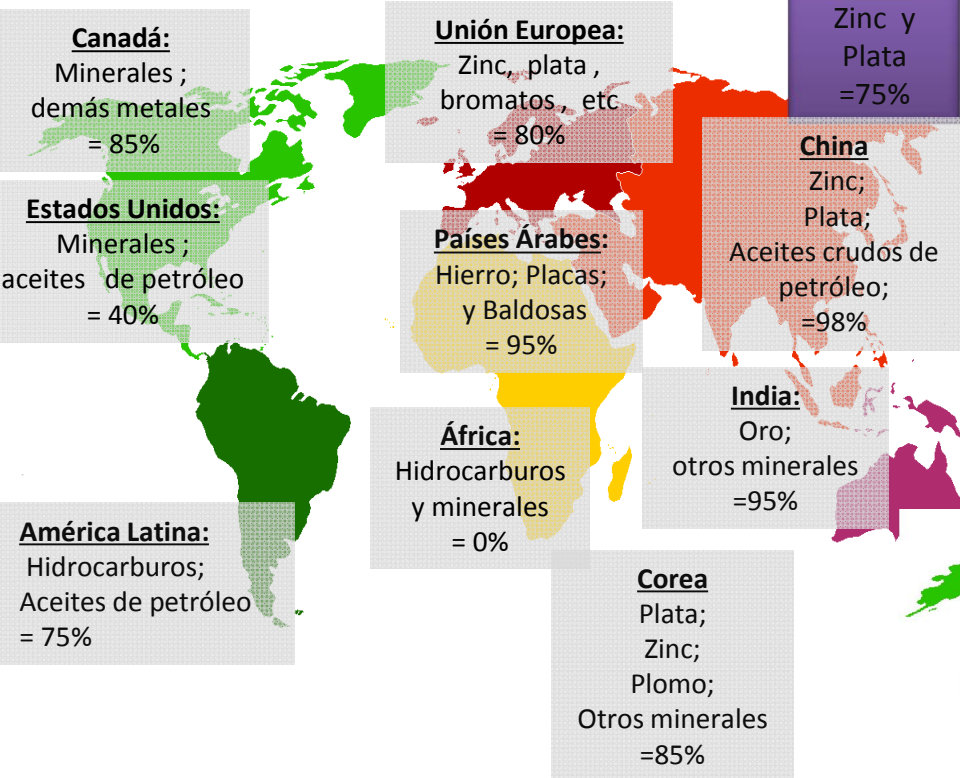 Canadá:
Minerales ;
demás metales
= 85%
Unión Europea:
Zinc, plata ,
bromatos , etc
= 80%
Zinc y
Plata
=75%
Estados Unidos:
Minerales ;
aceites de petróleo
= 40%
Países Árabes:
Hierro; Placas;
y Baldosas
= 95%
China
Zinc;
Plata;
Aceites crudos de
petróleo;
=98%
África:
Hidrocarburos
y minerales
= 0%
India:
Oro;
otros minerales
=95%
América Latina:
Hidrocarburos;
Aceites de petróleo
= 75%
Corea
Plata;
Zinc;
Plomo;
Otros minerales
=85%